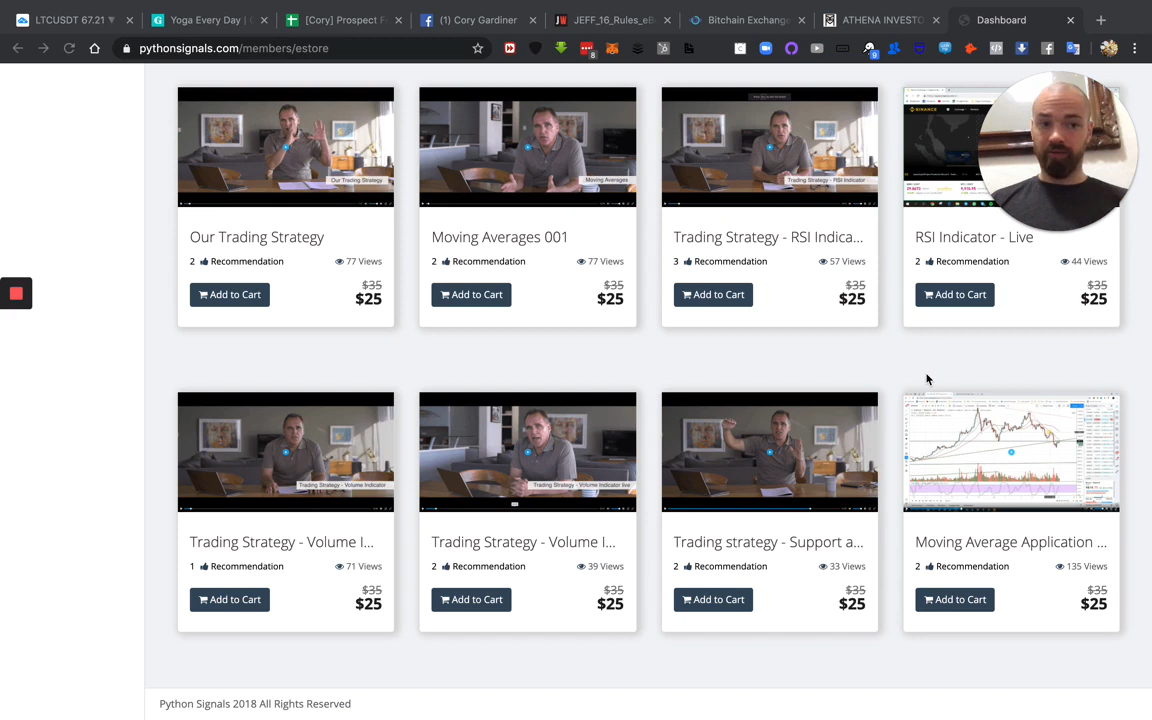 LTCUSDT 67.21 ▼
Yoga Every Day |
[Cory] Prospect F
(1) Cory Gardiner
JEFF_16_Rules_eB
Bitchain Exchange
ATHENA INVESTO
Dashboard
pythonsignals.com/members/estore
8
9
Our Trading Strategy
Moving Averages
Trading Strategy - RSI Indicator
BINANCE
Our Trading Strategy
Moving Averages 001
Trading Strategy - RSI Indica...
RSI Indicator - Live
2 Recommendation 77 Views
2 Recommendation 77 Views
3 Recommendation 57 Views
2 Recommendation 44 Views
Add to Cart $35 $25
Add to Cart $35 $25
Add to Cart $35 $25
Add to Cart $35 $25
Trading Strategy - Volume Indicator
Trading Strategy - Volume Indicator live
Trading Strategy - Volume I...
Trading Strategy - Volume I...
Trading strategy - Support a...
Moving Average Application ...
1 Recommendation 71 Views
2 Recommendation 39 Views
2 Recommendation 33 Views
2 Recommendation 135 Views
Add to Cart $35 $25
Add to Cart $35 $25
Add to Cart $35 $25
Add to Cart $35 $25
Python Signals 2018 All Rights Reserved